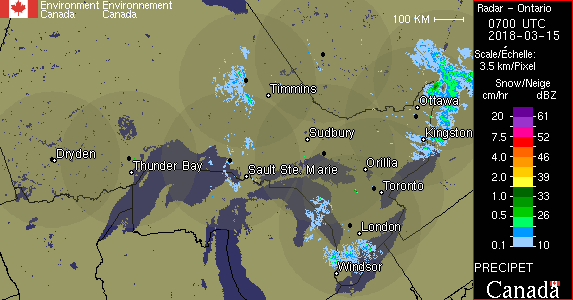 Environment Environnement
Canada Canada
100 KM
Timmins
Ottawa
Sudbury
Kingston
Dryden
Thunder Bay
Sault Ste. Marie
Orillia
Toronto
London
Windsor
Radar - Ontario
0700 UTC
2018-03-15
Scale/Échelle:
3.5 km/Pixel
Snow/Neige
cm/hr dBZ
20 61
7.5 57
5.5 52
4.0 46
2.0 39
1.0 33
0.5 26
0.1 10
PRECIPET
Canada